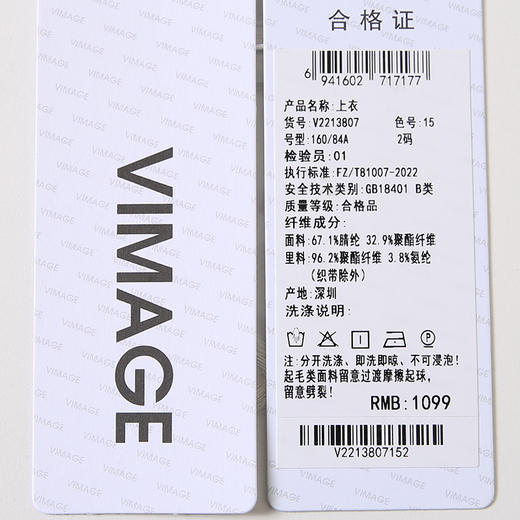 VIMAGE
合格证
6 941602 717177
产品名称:上衣
货号:V2213807 色号:15
号型:160/84A 2码
检验员:01
执行标准:FZ/T81007-2022
安全技术类别:GB18401 B类
质量等级:合格品
纤维成分:
面料:67.1%腈纶 32.9%聚酯纤维
里料:96.2%聚酯纤维 3.8%氨纶
(织带除外)
产地:深圳
洗涤说明:
P
注:分开洗涤、即洗即晾、不可浸泡!
起毛类面料留意过渡摩擦起球,
留意劈裂!
RMB:1099
V2213807152